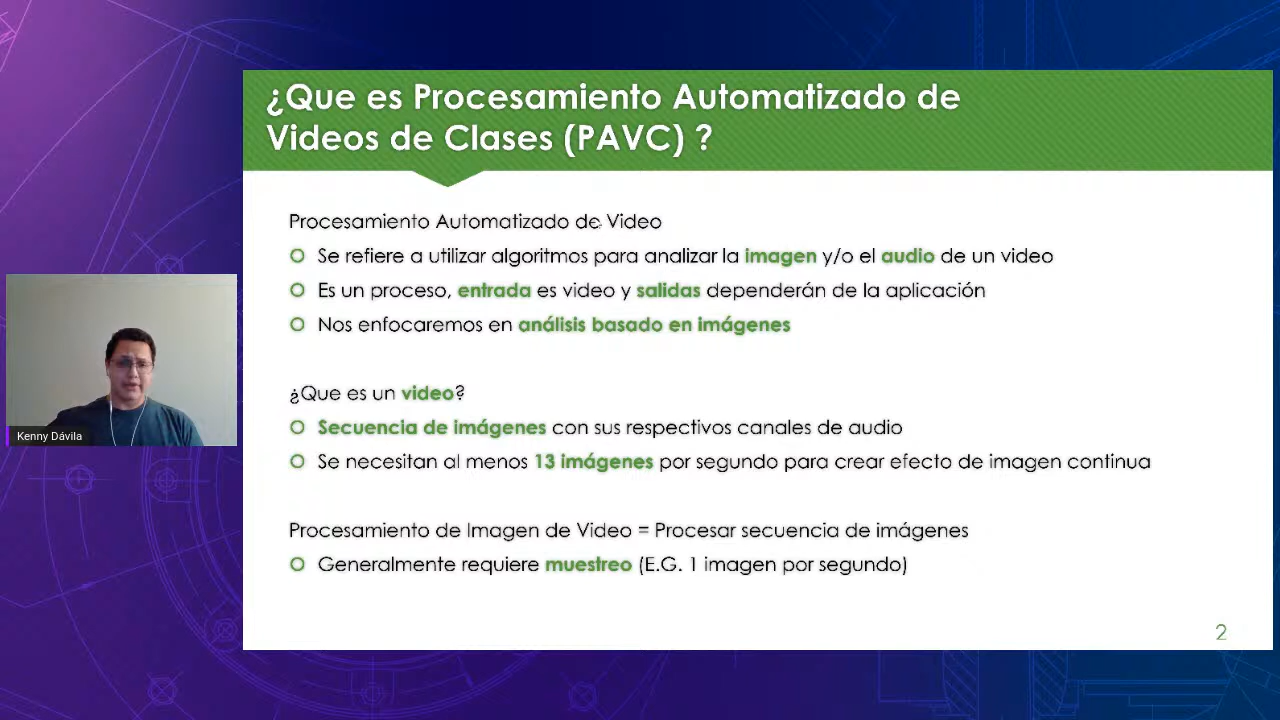 ¿Que es Procesamiento Automatizado de
Videos de Clases (PAVC) ?
Procesamiento Automatizado de Video
Se refiere a utilizar algoritmos para analizar la imagen y/o el audio de un video
Es un proceso, entrada es video y salidas dependerán de la aplicación
Nos enfocaremos en análisis basado en imágenes
¿Que es un video?
Secuencia de imágenes con sus respectivos canales de audio
Se necesitan al menos 13 imágenes por segundo para crear efecto de imagen continua
Procesamiento de Imagen de Video = Procesar secuencia de imágenes
Generalmente requiere muestreo (E.G. 1 imagen por segundo)
2
Kenny Dávila